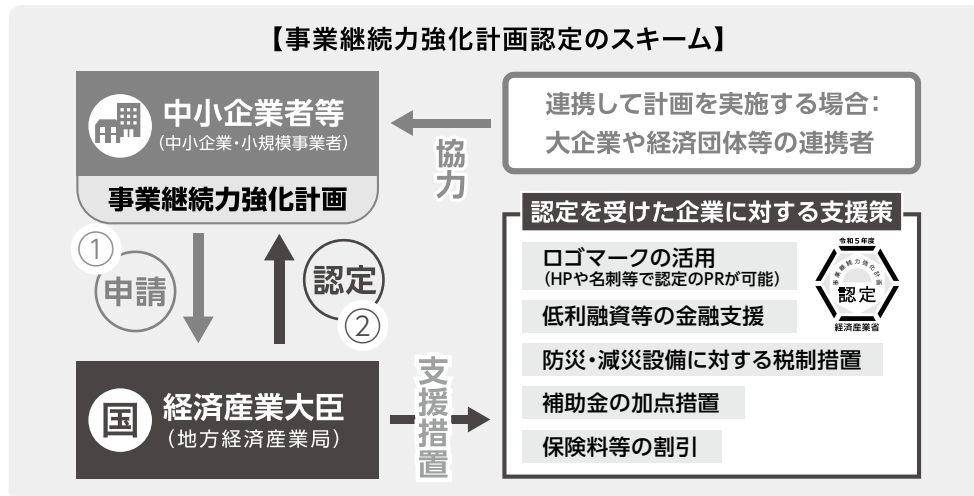 【事業継続力強化計画認定のスキーム】
中小企業者等
（中小企業・小規模事業者）
事業継続力強化計画
協力
連携して計画を実施する場合：
大企業や経済団体等の連携者
①
申請
認定
②
国
経済産業大臣
（地方経済産業局）
支援措置
認定を受けた企業に対する支援策
ロゴマークの活用
（HPや名刺等で認定のPRが可能）
低利融資等の金融支援
防災・減災設備に対する税制措置
補助金の加点措置
保険料等の割引
令和5年度
事業継続力強化計画
認定
経済産業省